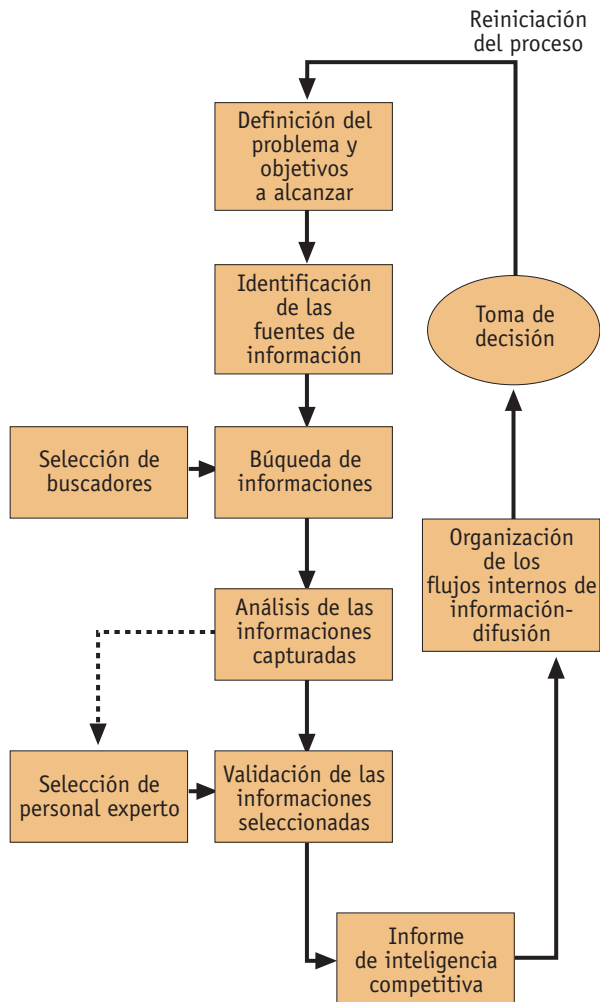 Reiniciación
del proceso
Definición del
problema y
objetivos
a alcanzar
Identificación
de las
fuentes de
información
Toma de
decisión
Selección de
buscadores
Búqueda de
informaciones
Organización
de los
flujos internos de
información-
difusión
Análisis de las
informaciones
capturadas
Selección de
personal experto
Validación de las
informaciones
seleccionadas
Informe
de inteligencia
competitiva